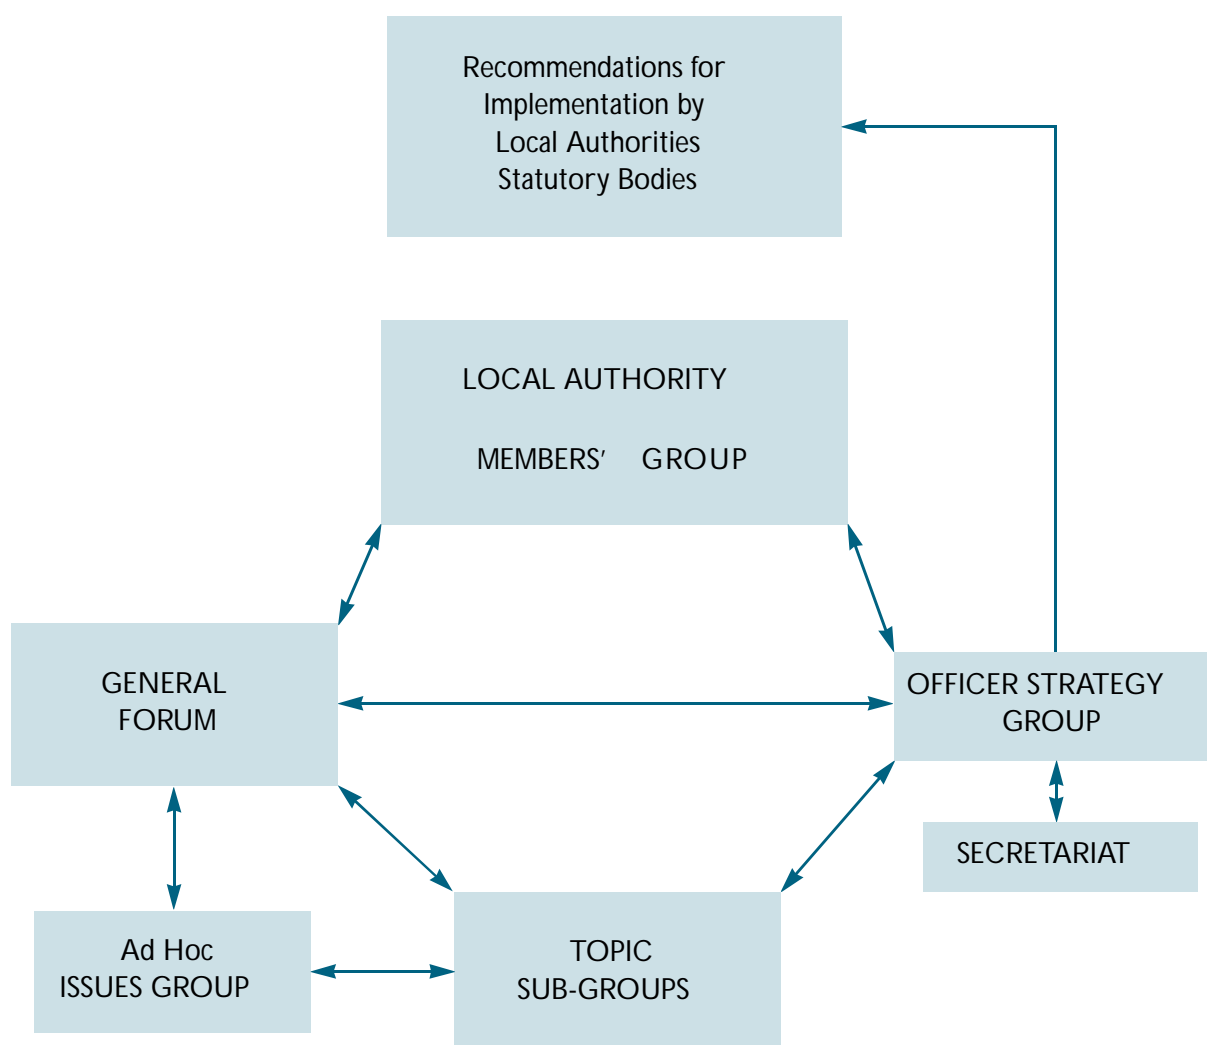 Recommendations for
Implementation by
Local Authorities
Statutory Bodies
LOCAL AUTHORITY
MEMBERS' GROUP
GENERAL
FORUM
OFFICER STRATEGY
GROUP
SECRETARIAT
Ad Hoc
ISSUES GROUP
TOPIC
SUB-GROUPS